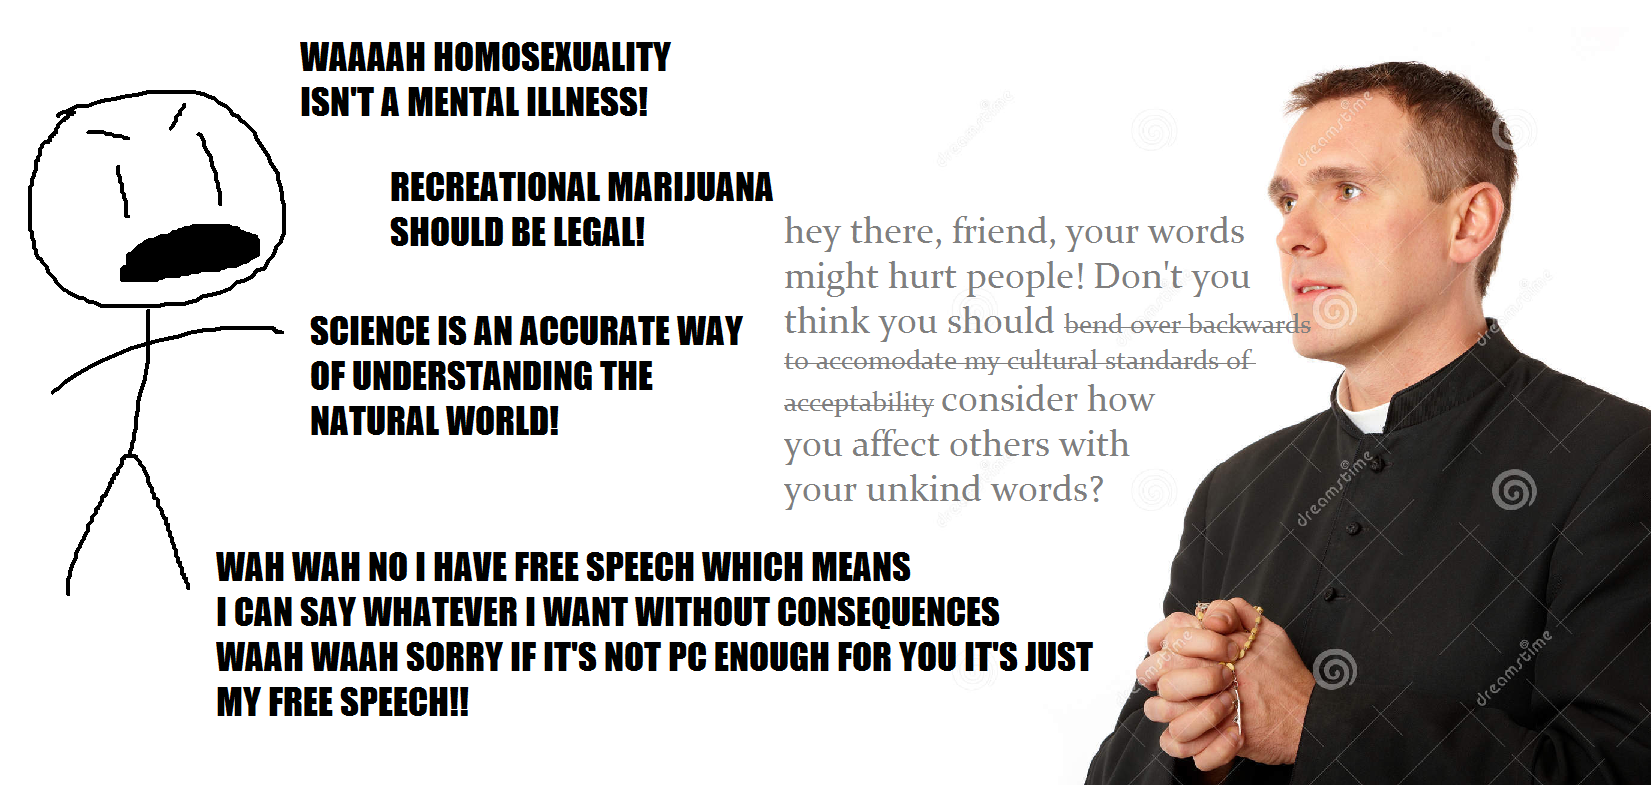 WAAAAH HOMOSEXUALITY
ISN'T A MENTAL ILLNESS!
RECREATIONAL MARIJUANA
SHOULD BE LEGAL!
hey there, friend, your words
might hurt people! Don't you
think you should bend over backwards
to accomodate my cultural standards of
acceptability consider how
you affect others with
your unkind words?
SCIENCE IS AN ACCURATE WAY
OF UNDERSTANDING THE
NATURAL WORLD!
WAH WAH NO I HAVE FREE SPEECH WHICH MEANS
I CAN SAY WHATEVER I WANT WITHOUT CONSEQUENCES
WAAH WAAH SORRY IF IT'S NOT PC ENOUGH FOR YOU IT'S JUST
MY FREE SPEECH!!
dreamstime
dreamstime
dreamstime
dreamstime